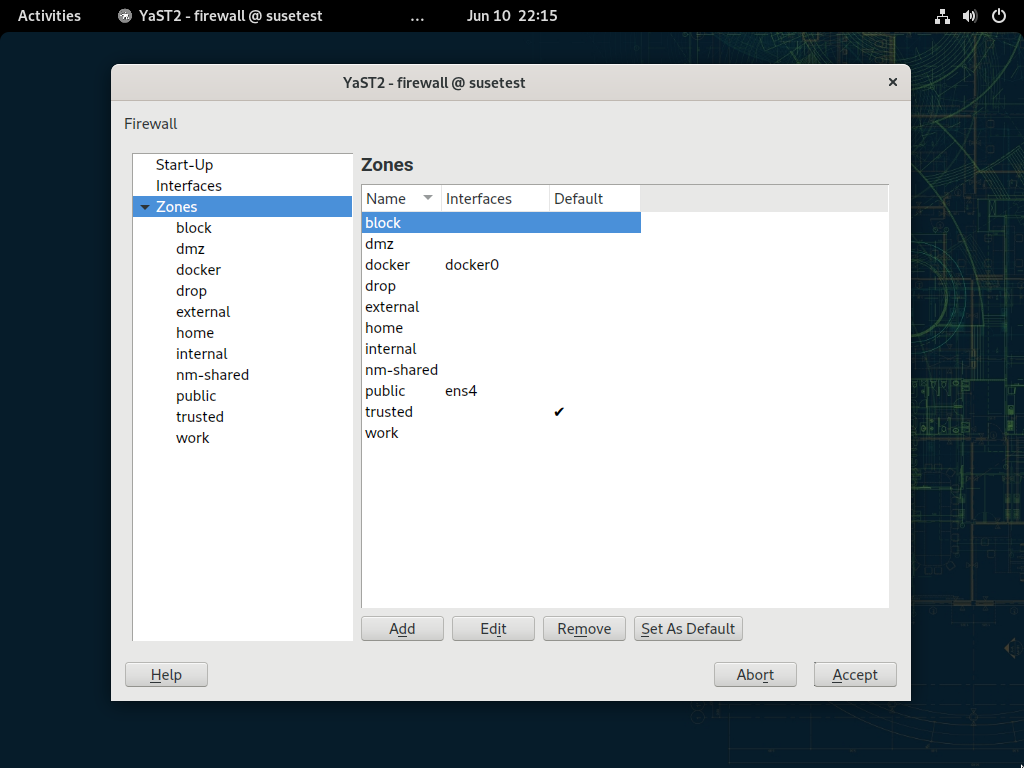 Activities YaST2 - firewall @ susetest ... Jun 10 22:15
YaST2 - firewall @ susetest
Firewall
Start-Up
Interfaces
Zones
block
dmz
docker
drop
external
home
internal
nm-shared
public
trusted
work
Zones
Name Interfaces Default
block
dmz
docker docker0
drop
external
home
internal
nm-shared
public ens4
trusted ✔
work
Add Edit Remove Set As Default
Help Abort Accept